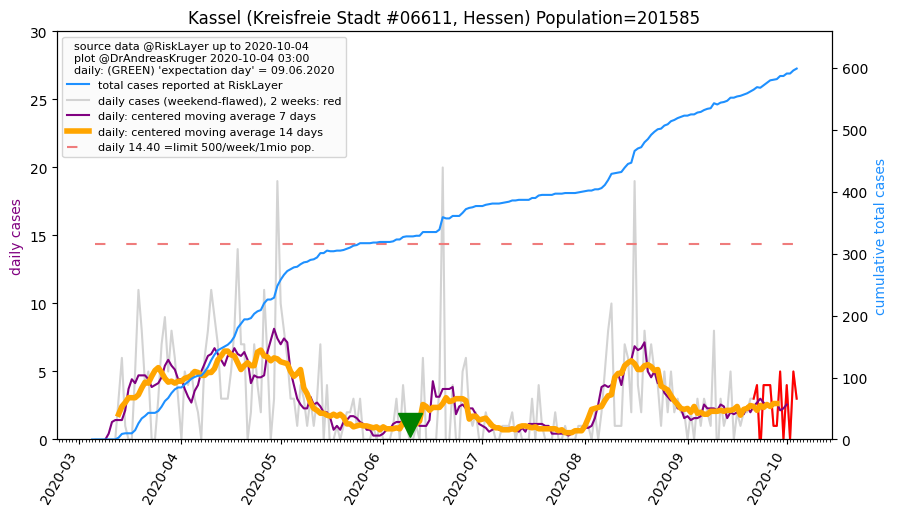 Kassel (Kreisfreie Stadt #06611, Hessen) Population=201585
source data @RiskLayer up to 2020-10-04
plot @DrAndreasKruger 2020-10-04 03:00
daily: (GREEN) 'expectation day' = 09.06.2020
total cases reported at RiskLayer
daily cases (weekend-flawed), 2 weeks: red
daily: centered moving average 7 days
daily: centered moving average 14 days
daily 14.40 =limit 500/week/1mio pop.
daily cases
30
25
20
15
10
5
0
cumulative total cases
600
500
400
300
200
100
0
2020-03
2020-04
2020-05
2020-06
2020-07
2020-08
2020-09
2020-10